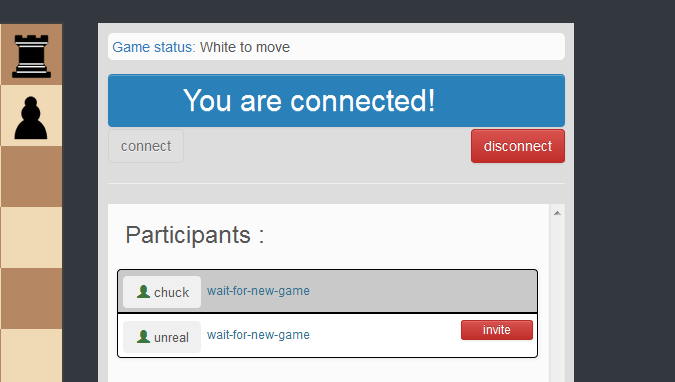 Game status: White to move
You are connected!
connect
disconnect
Participants :
chuck wait-for-new-game
unreal wait-for-new-game invite